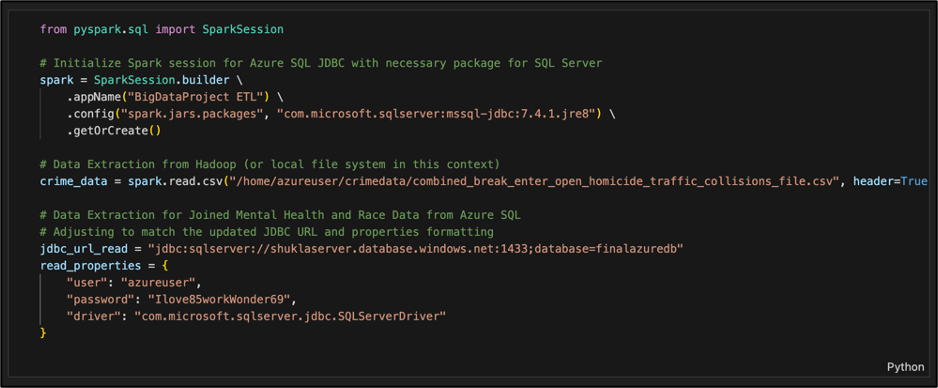 from pyspark.sql import SparkSession
# Initialize Spark session for Azure SQL JDBC with necessary package for SQL Server
spark = SparkSession.builder \
.appName("BigDataProject ETL") \
.config("spark.jars.packages", "com.microsoft.sqlserver:mssql-jdbc:7.4.1.jre8") \
.getOrCreate()
# Data Extraction from Hadoop (or local file system in this context)
crime_data = spark.read.csv("/home/azureuser/crimedata/combined_break_enter_open_homicide_traffic_collisions_file.csv", header=True
# Data Extraction for Joined Mental Health and Race Data from Azure SQL
# Adjusting to match the updated JDBC URL and properties formatting
jdbc_url_read = "jdbc:sqlserver://shuklaserver.database.windows.net:1433;database=finalazuredb"
read_properties = {
"user": "azureuser",
"password": "Ilove85workWonder69",
"driver": "com.microsoft.sqlserver.jdbc.SQLServerDriver"
}
Python